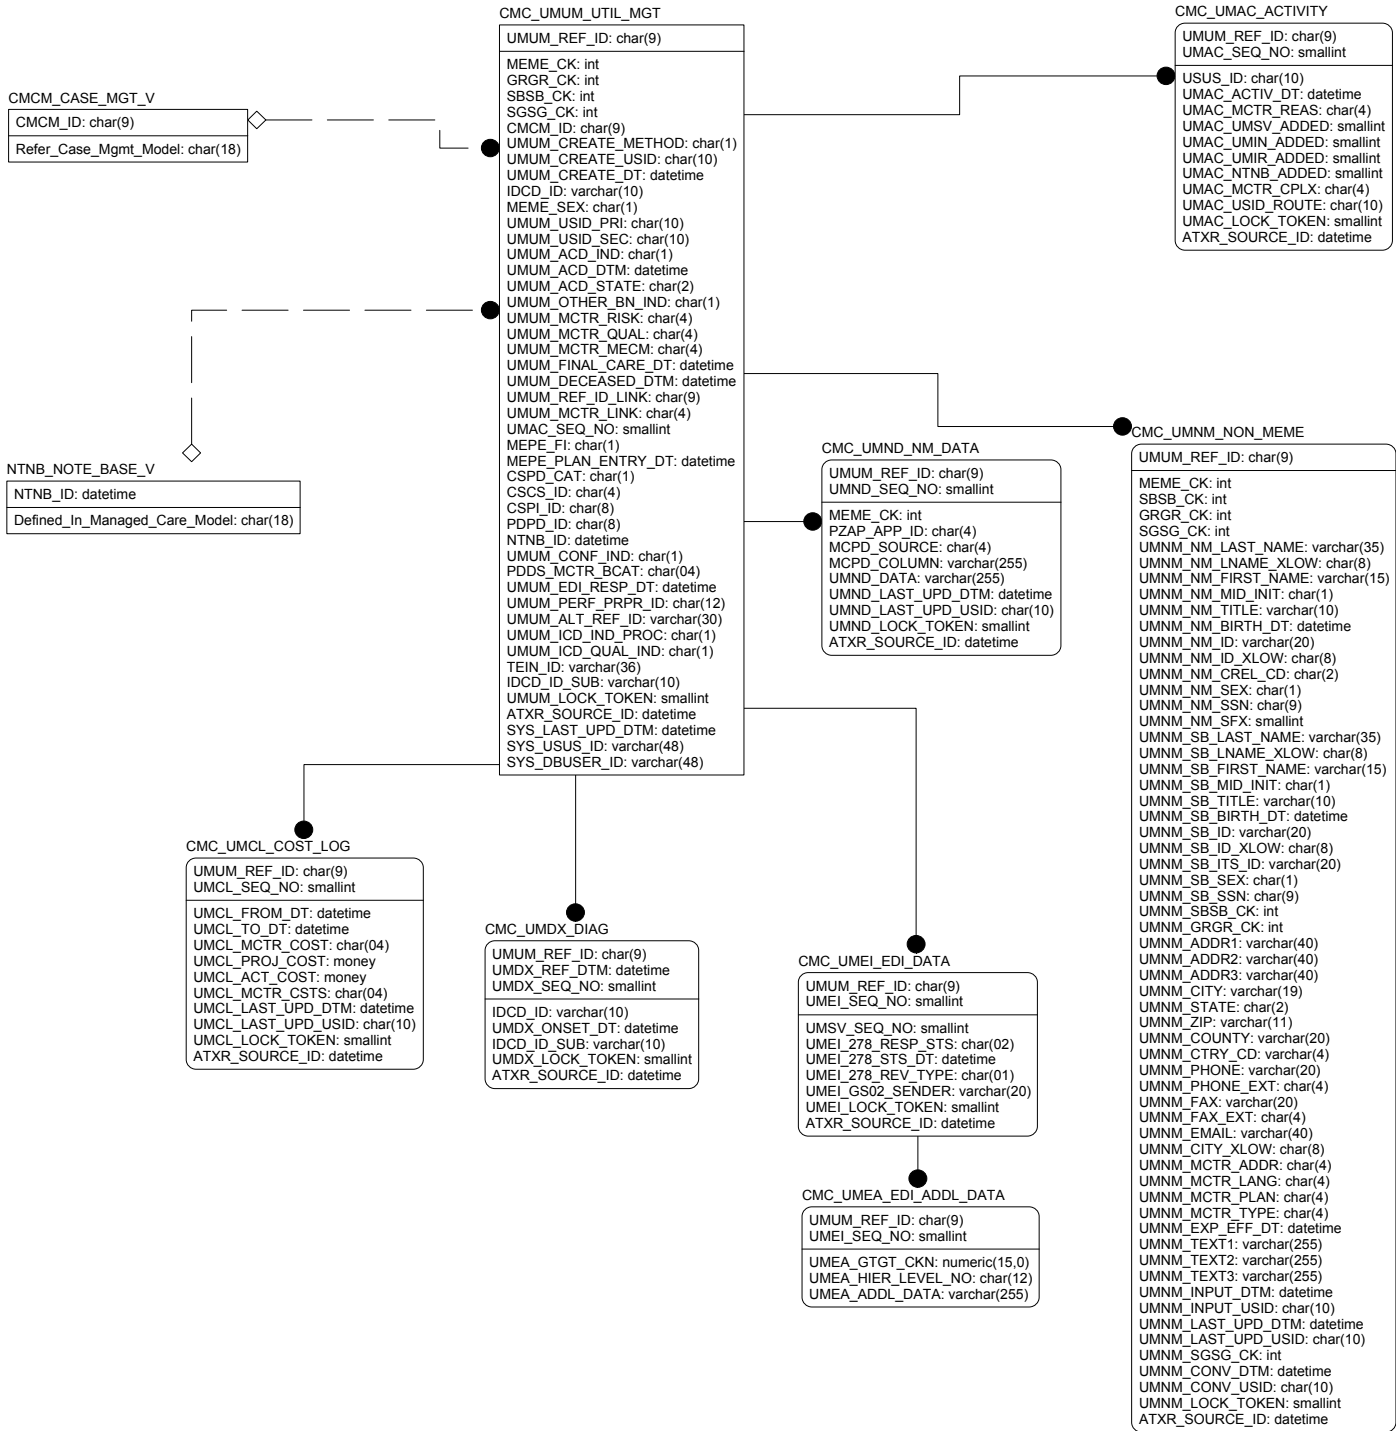 CMC_UMUM_UTIL_MGT
UMUM_REF_ID: char(9)
MEME_CK: int
GRGR_CK: int
SBSB_CK: int
SGSG_CK: int
CMCM_ID: char(9)
UMUM_CREATE_METHOD: char(1)
UMUM_CREATE_USID: char(10)
UMUM_CREATE_DT: datetime
IDCD_ID: varchar(10)
MEME_SEX: char(1)
UMUM_USID_PRI: char(10)
UMUM_USID_SEC: char(10)
UMUM_ACD_IND: char(1)
UMUM_ACD_DTM: datetime
UMUM_ACD_STATE: char(2)
UMUM_OTHER_BN_IND: char(1)
UMUM_MCTR_RISK: char(4)
UMUM_MCTR_QUAL: char(4)
UMUM_MCTR_MECM: char(4)
UMUM_FINAL_CARE_DT: datetime
UMUM_DECEASED_DTM: datetime
UMUM_REF_ID_LINK: char(9)
UMUM_MCTR_LINK: char(4)
UMAC_SEQ_NO: smallint
MEPE_FI: char(1)
MEPE_PLAN_ENTRY_DT: datetime
CSPD_CAT: char(1)
CSCS_ID: char(4)
CSPI_ID: char(8)
PDPD_ID: char(8)
NTNB_ID: datetime
UMUM_CONF_IND: char(1)
PDDS_MCTR_BCAT: char(04)
UMUM_EDI_RESP_DT: datetime
UMUM_PERF_PRPR_ID: char(12)
UMUM_ALT_REF_ID: varchar(30)
UMUM_ICD_IND_PROC: char(1)
UMUM_ICD_QUAL_IND: char(1)
TEIN_ID: varchar(36)
IDCD_ID_SUB: varchar(10)
UMUM_LOCK_TOKEN: smallint
ATXR_SOURCE_ID: datetime
SYS_LAST_UPD_DTM: datetime
SYS_USUS_ID: varchar(48)
SYS_DBUSER_ID: varchar(48)
CMC_UMAC_ACTIVITY
UMUM_REF_ID: char(9)
UMAC_SEQ_NO: smallint
USUS_ID: char(10)
UMAC_ACTIV_DT: datetime
UMAC_MCTR_REAS: char(4)
UMAC_UMSV_ADDED: smallint
UMAC_UMIN_ADDED: smallint
UMAC_UMIR_ADDED: smallint
UMAC_NTNB_ADDED: smallint
UMAC_MCTR_CPLX: char(4)
UMAC_USID_ROUTE: char(10)
UMAC_LOCK_TOKEN: smallint
ATXR_SOURCE_ID: datetime
CMCM_CASE_MGT_V
CMCM_ID: char(9)
Refer_Case_Mgmt_Model: char(18)
NTNB_NOTE_BASE_V
NTNB_ID: datetime
Defined_In_Managed_Care_Model: char(18)
CMC_UMND_NM_DATA
UMUM_REF_ID: char(9)
UMND_SEQ_NO: smallint
MEME_CK: int
PZAP_APP_ID: char(4)
MCPD_SOURCE: char(4)
MCPD_COLUMN: varchar(255)
UMND_DATA: varchar(255)
UMND_LAST_UPD_DTM: datetime
UMND_LAST_UPD_USID: char(10)
UMND_LOCK_TOKEN: smallint
ATXR_SOURCE_ID: datetime
CMC_UMNM_NON_MEME
UMUM_REF_ID: char(9)
MEME_CK: int
SBSB_CK: int
GRGR_CK: int
SGSG_CK: int
UMNM_NM_LAST_NAME: varchar(35)
UMNM_NM_LNAME_XLOW: char(8)
UMNM_NM_FIRST_NAME: varchar(15)
UMNM_NM_MID_INIT: char(1)
UMNM_NM_TITLE: varchar(10)
UMNM_NM_BIRTH_DT: datetime
UMNM_NM_ID: varchar(20)
UMNM_NM_ID_XLOW: char(8)
UMNM_NM_CREL_CD: char(2)
UMNM_NM_SEX: char(1)
UMNM_NM_SSN: char(9)
UMNM_NM_SFX: smallint
UMNM_SB_LAST_NAME: varchar(35)
UMNM_SB_LNAME_XLOW: char(8)
UMNM_SB_FIRST_NAME: varchar(15)
UMNM_SB_MID_INIT: char(1)
UMNM_SB_TITLE: varchar(10)
UMNM_SB_BIRTH_DT: datetime
UMNM_SB_ID: varchar(20)
UMNM_SB_ID_XLOW: char(8)
UMNM_SB_ITS_ID: varchar(20)
UMNM_SB_SEX: char(1)
UMNM_SB_SSN: char(9)
UMNM_SBSB_CK: int
UMNM_GRGR_CK: int
UMNM_ADDR1: varchar(40)
UMNM_ADDR2: varchar(40)
UMNM_ADDR3: varchar(40)
UMNM_CITY: varchar(19)
UMNM_STATE: char(2)
UMNM_ZIP: varchar(11)
UMNM_COUNTY: varchar(20)
UMNM_CTRY_CD: varchar(4)
UMNM_PHONE: varchar(20)
UMNM_PHONE_EXT: char(4)
UMNM_FAX: varchar(20)
UMNM_FAX_EXT: char(4)
UMNM_EMAIL: varchar(40)
UMNM_CITY_XLOW: char(8)
UMNM_MCTR_ADDR: char(4)
UMNM_MCTR_LANG: char(4)
UMNM_MCTR_PLAN: char(4)
UMNM_MCTR_TYPE: char(4)
UMNM_EXP_EFF_DT: datetime
UMNM_TEXT1: varchar(255)
UMNM_TEXT2: varchar(255)
UMNM_TEXT3: varchar(255)
UMNM_INPUT_DTM: datetime
UMNM_INPUT_USID: char(10)
UMNM_LAST_UPD_DTM: datetime
UMNM_LAST_UPD_USID: char(10)
UMNM_SGSG_CK: int
UMNM_CONV_DTM: datetime
UMNM_CONV_USID: char(10)
UMNM_LOCK_TOKEN: smallint
ATXR_SOURCE_ID: datetime
CMC_UMCL_COST_LOG
UMUM_REF_ID: char(9)
UMCL_SEQ_NO: smallint
UMCL_FROM_DT: datetime
UMCL_TO_DT: datetime
UMCL_MCTR_COST: char(04)
UMCL_PROJ_COST: money
UMCL_ACT_COST: money
UMCL_MCTR_CSTS: char(04)
UMCL_LAST_UPD_DTM: datetime
UMCL_LAST_UPD_USID: char(10)
UMCL_LOCK_TOKEN: smallint
ATXR_SOURCE_ID: datetime
CMC_UMDX_DIAG
UMUM_REF_ID: char(9)
UMDX_REF_DTM: datetime
UMDX_SEQ_NO: smallint
IDCD_ID: varchar(10)
UMDX_ONSET_DT: datetime
IDCD_ID_SUB: varchar(10)
UMDX_LOCK_TOKEN: smallint
ATXR_SOURCE_ID: datetime
CMC_UMEI_EDI_DATA
UMUM_REF_ID: char(9)
UMEI_SEQ_NO: smallint
UMSV_SEQ_NO: smallint
UMEI_278_RESP_STS: char(02)
UMEI_278_STS_DT: datetime
UMEI_278_REV_TYPE: char(01)
UMEI_GS02_SENDER: varchar(20)
UMEI_LOCK_TOKEN: smallint
ATXR_SOURCE_ID: datetime
CMC_UMEA_EDI_ADDL_DATA
UMUM_REF_ID: char(9)
UMEI_SEQ_NO: smallint
UMEA_GTGT_CKN: numeric(15,0)
UMEA_HIER_LEVEL_NO: char(12)
UMEA_ADDL_DATA: varchar(255)